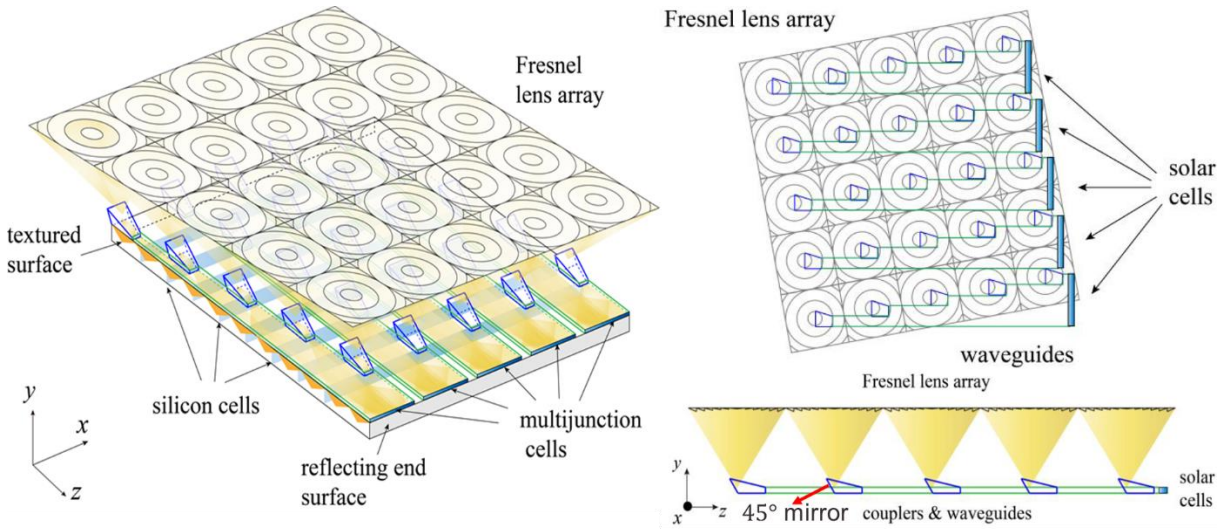 Fresnel
lens array
textured
surface
silicon cells
reflecting end
surface
multijunction
cells
y
x
z
Fresnel lens array
solar
cells
waveguides
Fresnel lens array
y
x
z
45° mirror
couplers & waveguides
solar
cells